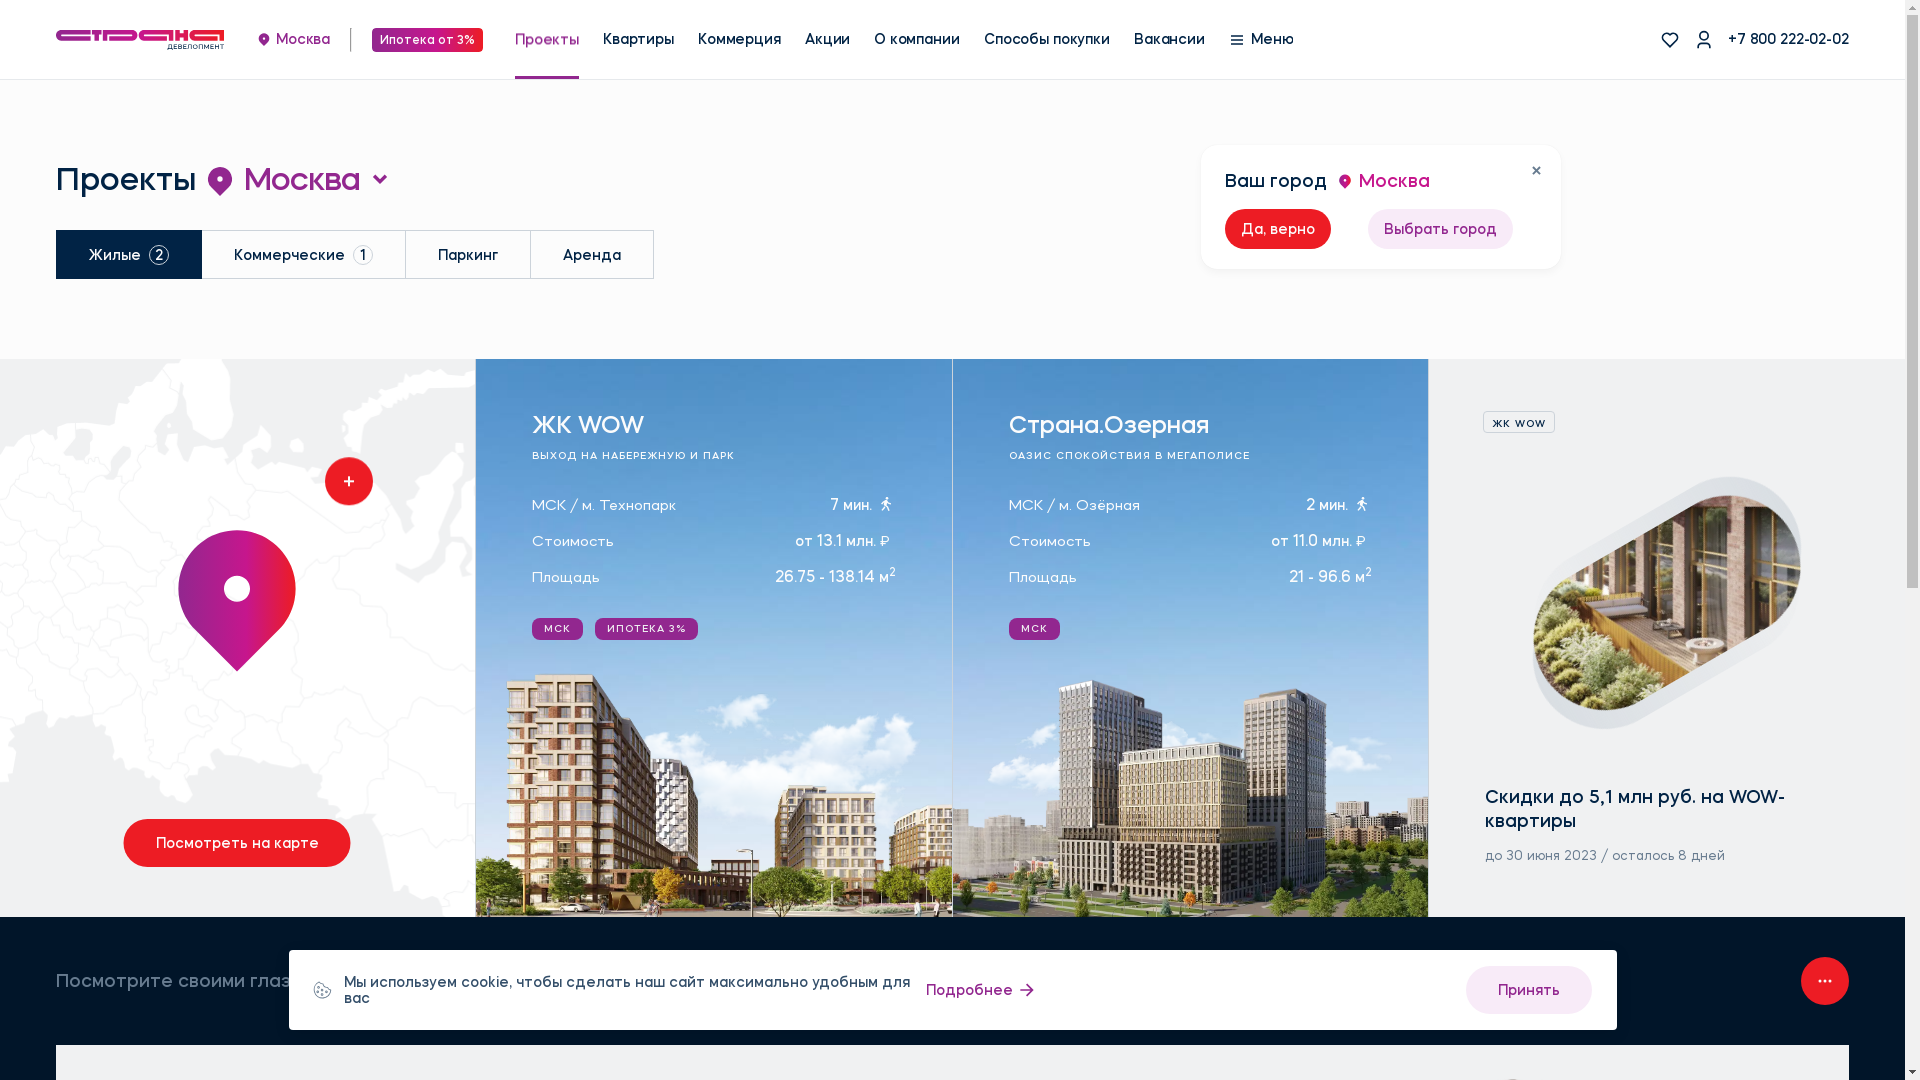 СТРАНА
ДЕВЕЛОПМЕНТ
Москва
Ипотека от 3%
Проекты
Квартиры
Коммерция
Акции
О компании
Способы покупки
Вакансии
Меню
+7 800 222-02-02
Проекты Москва
Ваш город Москва
Да, верно
Выбрать город
Жилые 2
Коммерческие 1
Паркинг
Аренда
Посмотреть на карте
ЖК WOW
ВЫХОД НА НАБЕРЕЖНУЮ И ПАРК
МСК / м. Технопарк 7 мин.
Стоимость от 13.1 млн. ₽
Площадь 26.75 - 138.14 м²
МСК
ИПОТЕКА 3%
Страна.Озерная
ОАЗИС СПОКОЙСТВИЯ В МЕГАПОЛИСЕ
МСК / м. Озёрная 2 мин.
Стоимость от 11.0 млн. ₽
Площадь 21 - 96.6 м²
МСК
ЖК WOW
Скидки до 5,1 млн руб. на WOW-
квартиры
до 30 июня 2023 / осталось 8 дней
Посмотрите своими глаз
Мы используем cookie, чтобы сделать наш сайт максимально удобным для
вас
Подробнее
Принять